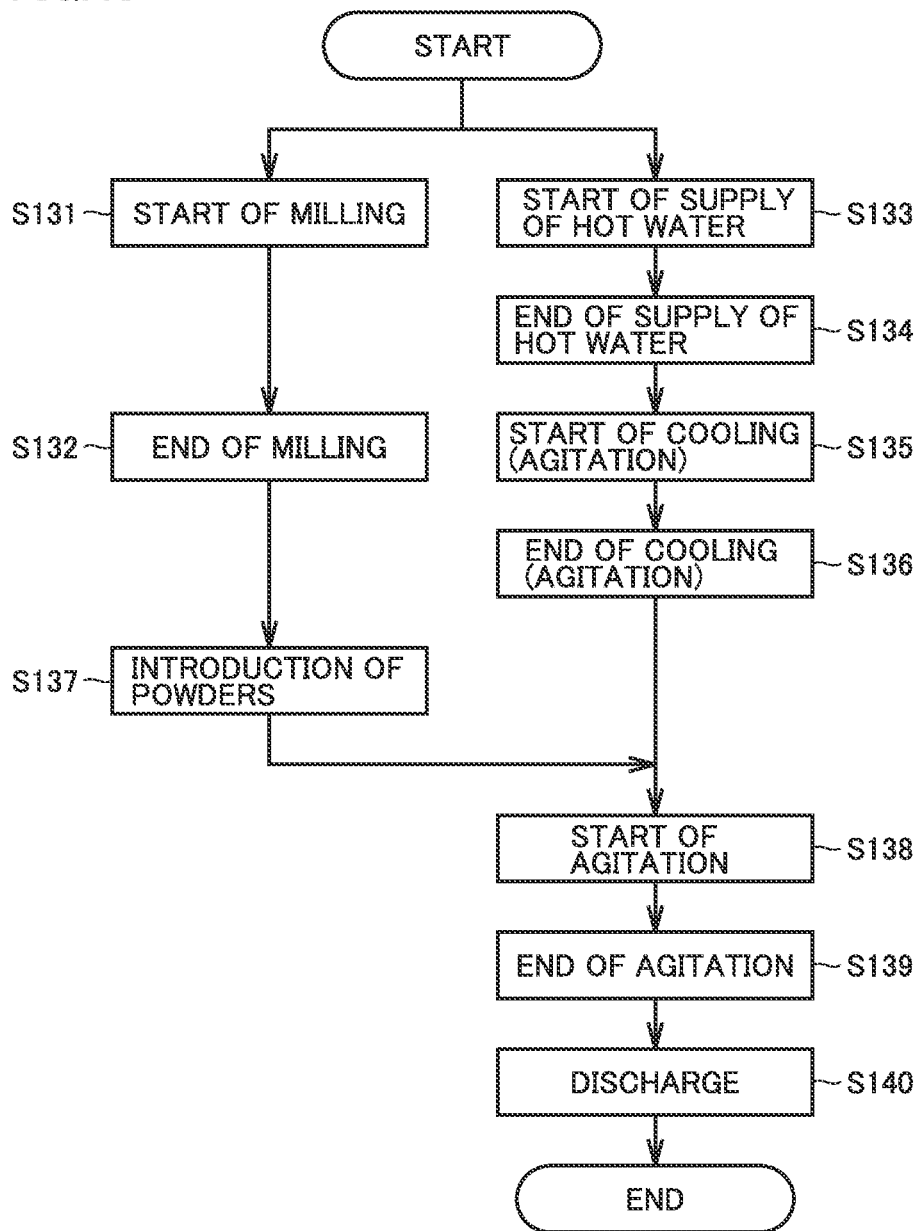 START
S131
START OF MILLING
START OF SUPPLY
OF HOT WATER
S133
END OF SUPPLY OF
HOT WATER
S134
S132
END OF MILLING
START OF COOLING
(AGITATION)
S135
END OF COOLING
(AGITATION)
S136
S137
INTRODUCTION OF
POWDERS
START OF
AGITATION
S138
END OF AGITATION
S139
DISCHARGE
S140
END